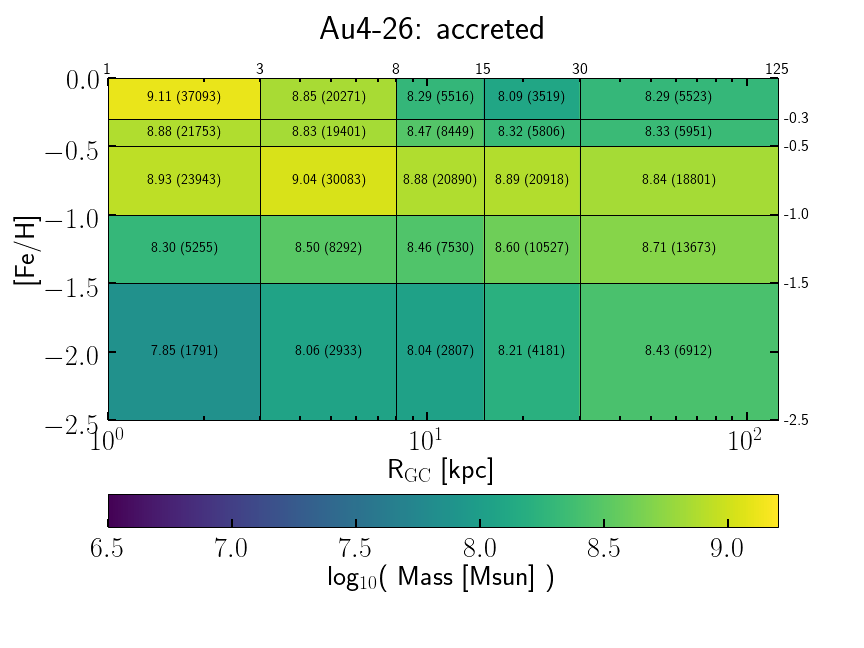 Au4-26: accreted
1 3 8 15 30 125
0.0
9.11 (37093) 8.85 (20271) 8.29 (5516) 8.09 (3519) 8.29 (5523)
-0.3
8.88 (21753) 8.83 (19401) 8.47 (8449) 8.32 (5806) 8.33 (5951)
−0.5 -0.5
8.93 (23943) 9.04 (30083) 8.88 (20890) 8.89 (20918) 8.84 (18801)
−1.0 -1.0
[Fe/H]
8.30 (5255) 8.50 (8292) 8.46 (7530) 8.60 (10527) 8.71 (13673)
−1.5 -1.5
7.85 (1791) 8.06 (2933) 8.04 (2807) 8.21 (4181) 8.43 (6912)
−2.0
−2.5 -2.5
10⁰ 10¹ 10²
R_GC [kpc]
6.5 7.0 7.5 8.0 8.5 9.0
log₁₀( Mass [Msun] )